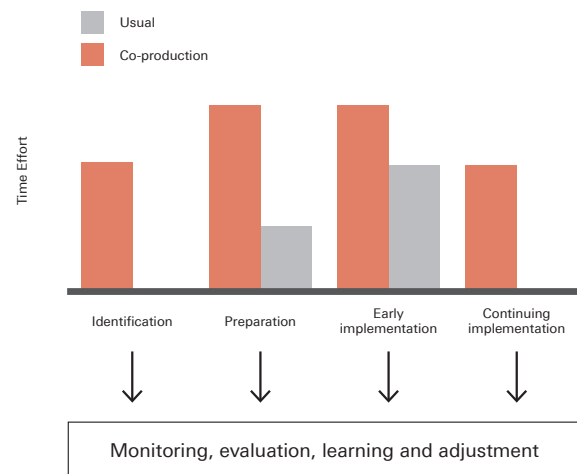 Usual
Co-production
Time Effort
Identification
Preparation
Early
implementation
Continuing
implementation
Monitoring, evaluation, learning and adjustment